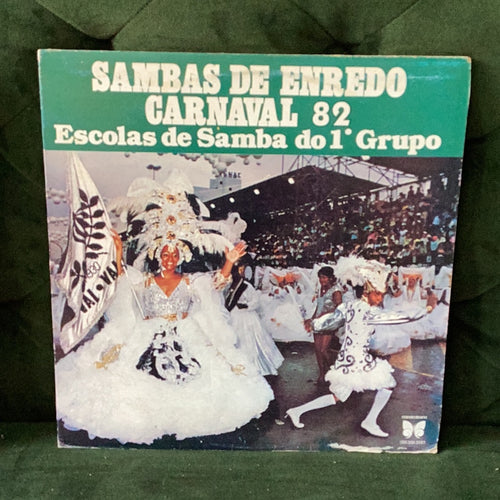 SAMBAS DE ENREDO
CARNAVAL 82
Escolas de Samba do 1º Grupo